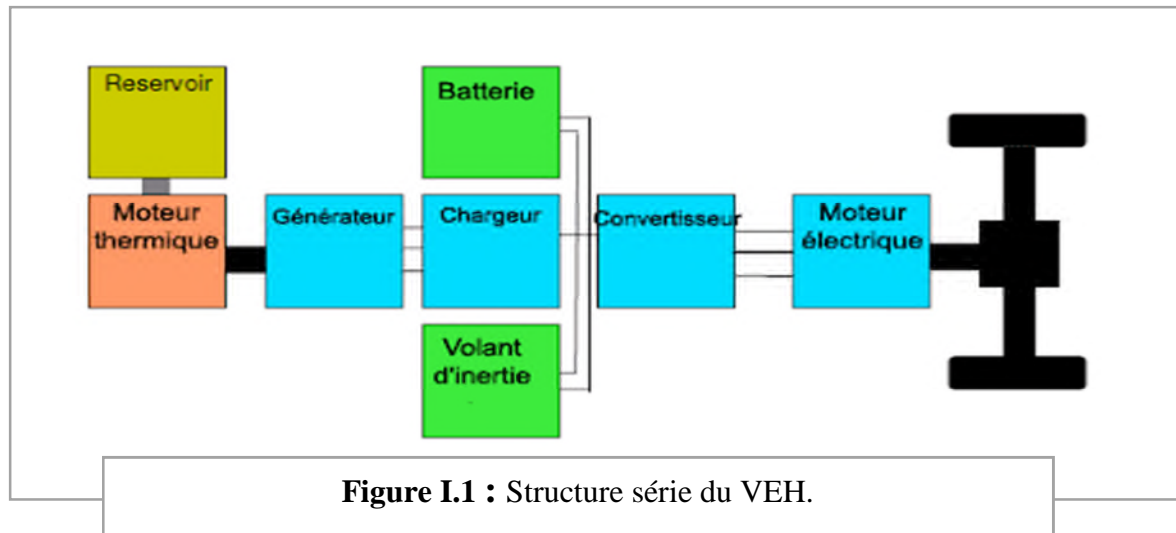 Reservoir
Batterie
Moteur
thermique
Générateur
Chargeur
Convertisseur
Moteur
électrique
Volant
d'inertie
Figure I.1 : Structure série du VEH.